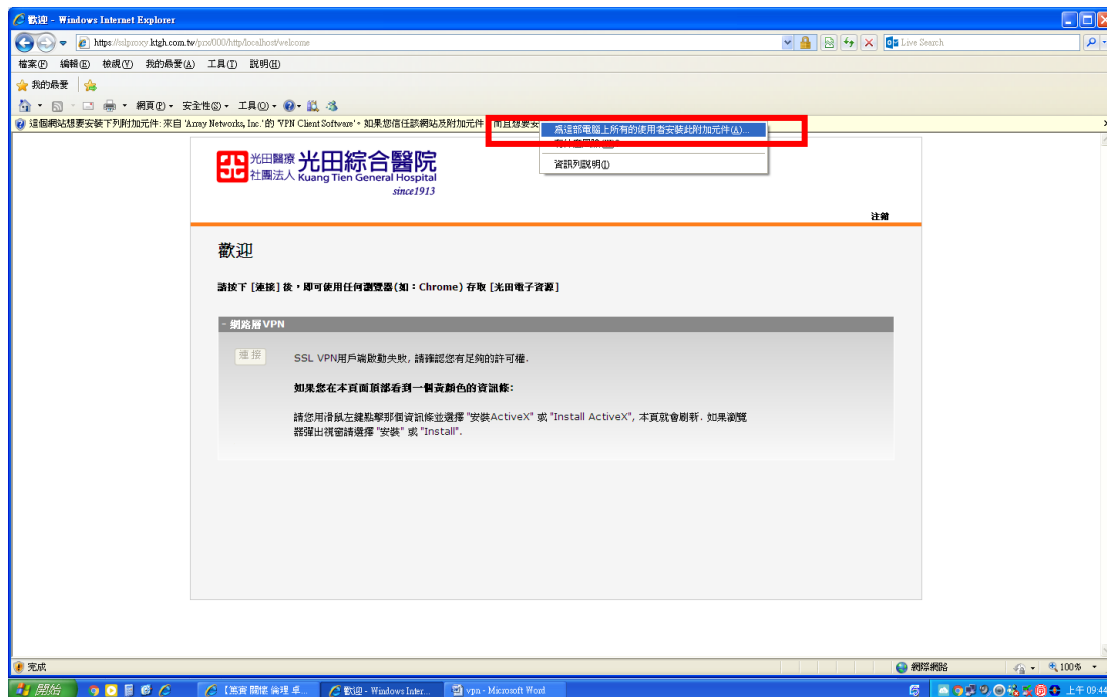 歡迎 - Windows Internet Explorer
https://sslproxy.ktgh.com.tw/prx/000/http/localhost/welcome
Live Search
檔案(F) 編輯(E) 檢視(V) 我的最愛(A) 工具(T) 說明(H)
我的最愛
網頁(P) 安全性(S) 工具(O)
這個網站想要安裝下列附加元件: 來自 'Array Networks, Inc.' 的 'VPN Client Software'。如果您信任該網站及附加元件 而且想要安
為這部電腦上所有的使用者安裝此附加元件(A)...
資訊列說明(I)
光田醫療社團法人 光田綜合醫院
Kuang Tien General Hospital
since1913
注銷
歡迎
請按下 [連接] 後，即可使用任何瀏覽器(如：Chrome) 存取 [光田電子資源]
- 網路層VPN
連接
SSL VPN用戶端啟動失敗, 請確認您有足夠的許可權.
如果您在本頁面頂部看到一個黃顏色的資訊條:
請您用滑鼠左鍵點擊那個資訊條並選擇 "安裝ActiveX" 或 "Install ActiveX", 本頁就會刷新. 如果瀏覽
器彈出視窗請選擇 "安裝" 或 "Install".
完成
網際網路
100%
開始
歡迎 - Windows Inter...
vpn - Microsoft Word
上午 09:44